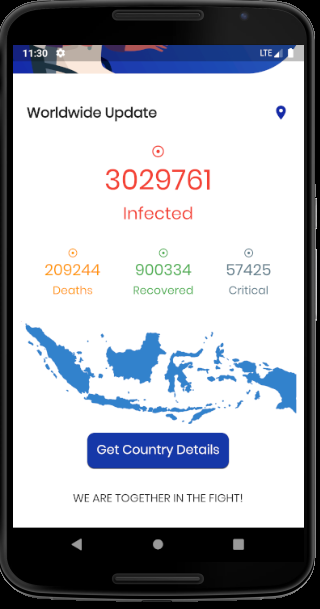 11:30 LTE
Worldwide Update
3029761
Infected
209244 900334 57425
Deaths Recovered Critical
Get Country Details
WE ARE TOGETHER IN THE FIGHT!